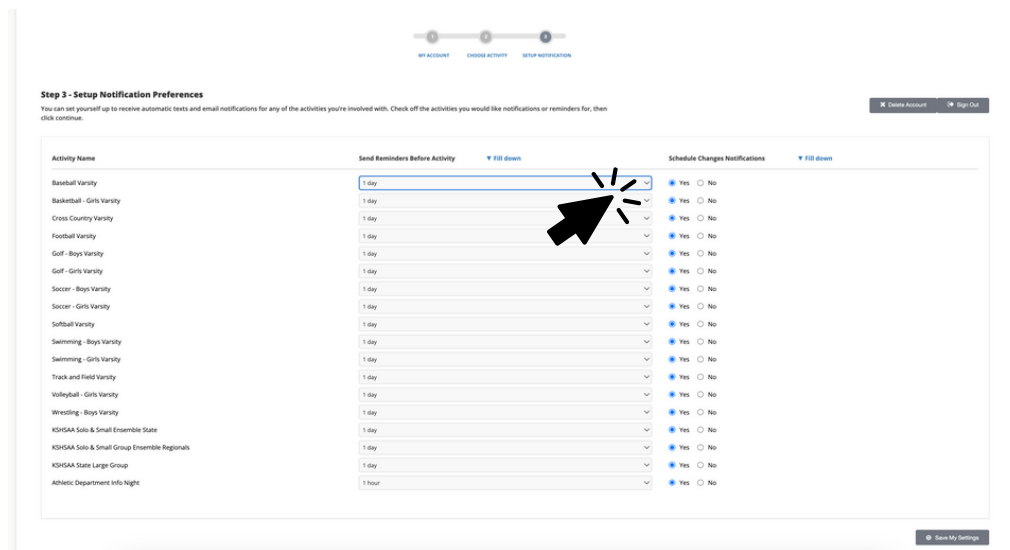 1 2 3
MY ACCOUNT CHOOSE ACTIVITY SETUP NOTIFICATION
Step 3 - Setup Notification Preferences
You can set yourself up to receive automatic texts and email notifications for any of the activities you're involved with. Check off the activities you would like notifications or reminders for, then
click continue.
Delete Account Sign Out
Activity Name Send Reminders Before Activity Fill down Schedule Changes Notifications Fill down
Baseball Varsity 1 day Yes No
Basketball - Girls Varsity 1 day Yes No
Cross Country Varsity 1 day Yes No
Football Varsity 1 day Yes No
Golf - Boys Varsity 1 day Yes No
Golf - Girls Varsity 1 day Yes No
Soccer - Boys Varsity 1 day Yes No
Soccer - Girls Varsity 1 day Yes No
Softball Varsity 1 day Yes No
Swimming - Boys Varsity 1 day Yes No
Swimming - Girls Varsity 1 day Yes No
Track and Field Varsity 1 day Yes No
Volleyball - Girls Varsity 1 day Yes No
Wrestling - Boys Varsity 1 day Yes No
KSHSAA Solo & Small Ensemble State 1 day Yes No
KSHSAA Solo & Small Group Ensemble Regionals 1 day Yes No
KSHSAA State Large Group 1 day Yes No
Athletic Department Info Night 1 hour Yes No
Save My Settings